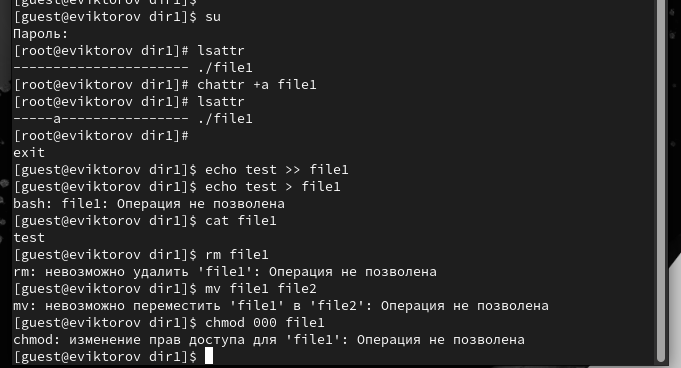 [guest@eviktorov dir1]$
[guest@eviktorov dir1]$ su
Пароль:
[root@eviktorov dir1]# lsattr
---------------------- ./file1
[root@eviktorov dir1]# chattr +a file1
[root@eviktorov dir1]# lsattr
-----a---------------- ./file1
[root@eviktorov dir1]#
exit
[guest@eviktorov dir1]$ echo test >> file1
[guest@eviktorov dir1]$ echo test > file1
bash: file1: Операция не позволена
[guest@eviktorov dir1]$ cat file1
test
[guest@eviktorov dir1]$ rm file1
rm: невозможно удалить 'file1': Операция не позволена
[guest@eviktorov dir1]$ mv file1 file2
mv: невозможно переместить 'file1' в 'file2': Операция не позволена
[guest@eviktorov dir1]$ chmod 000 file1
chmod: изменение прав доступа для 'file1': Операция не позволена
[guest@eviktorov dir1]$